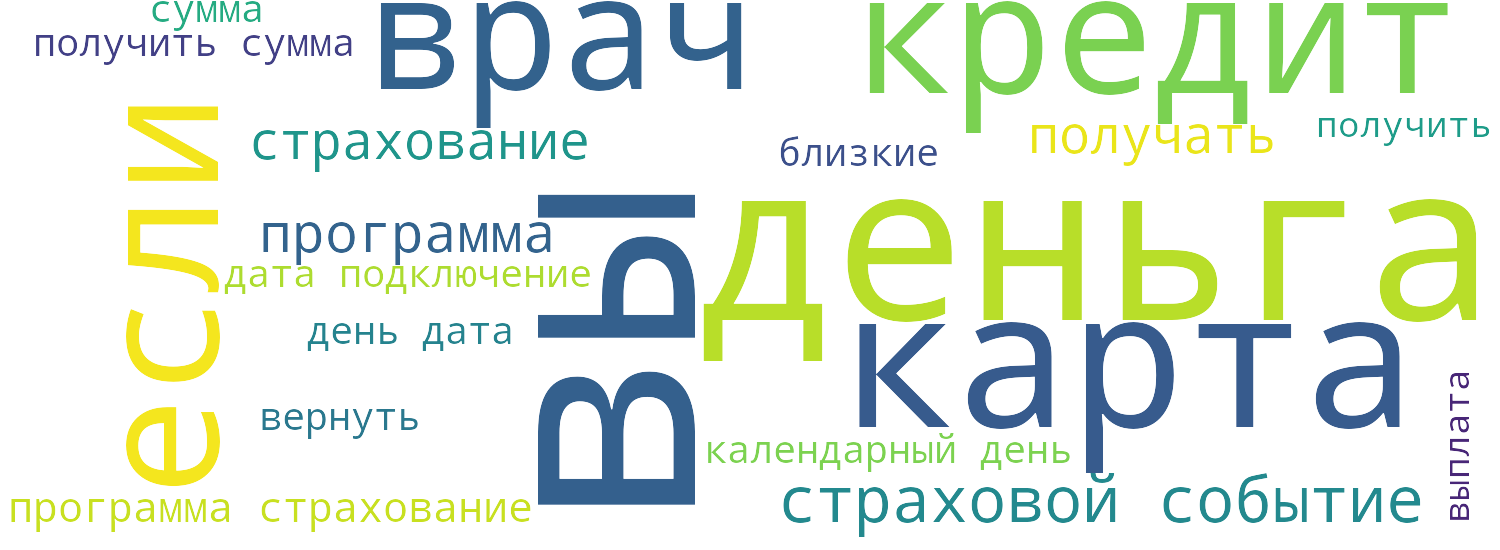 сумма
получить сумма
врач
кредит
если
страхование
близкие
получать
получить
программа
Вы
деньга
дата подключение
день дата
карта
вернуть
календарный день
выплата
программа страхование
страховой событие